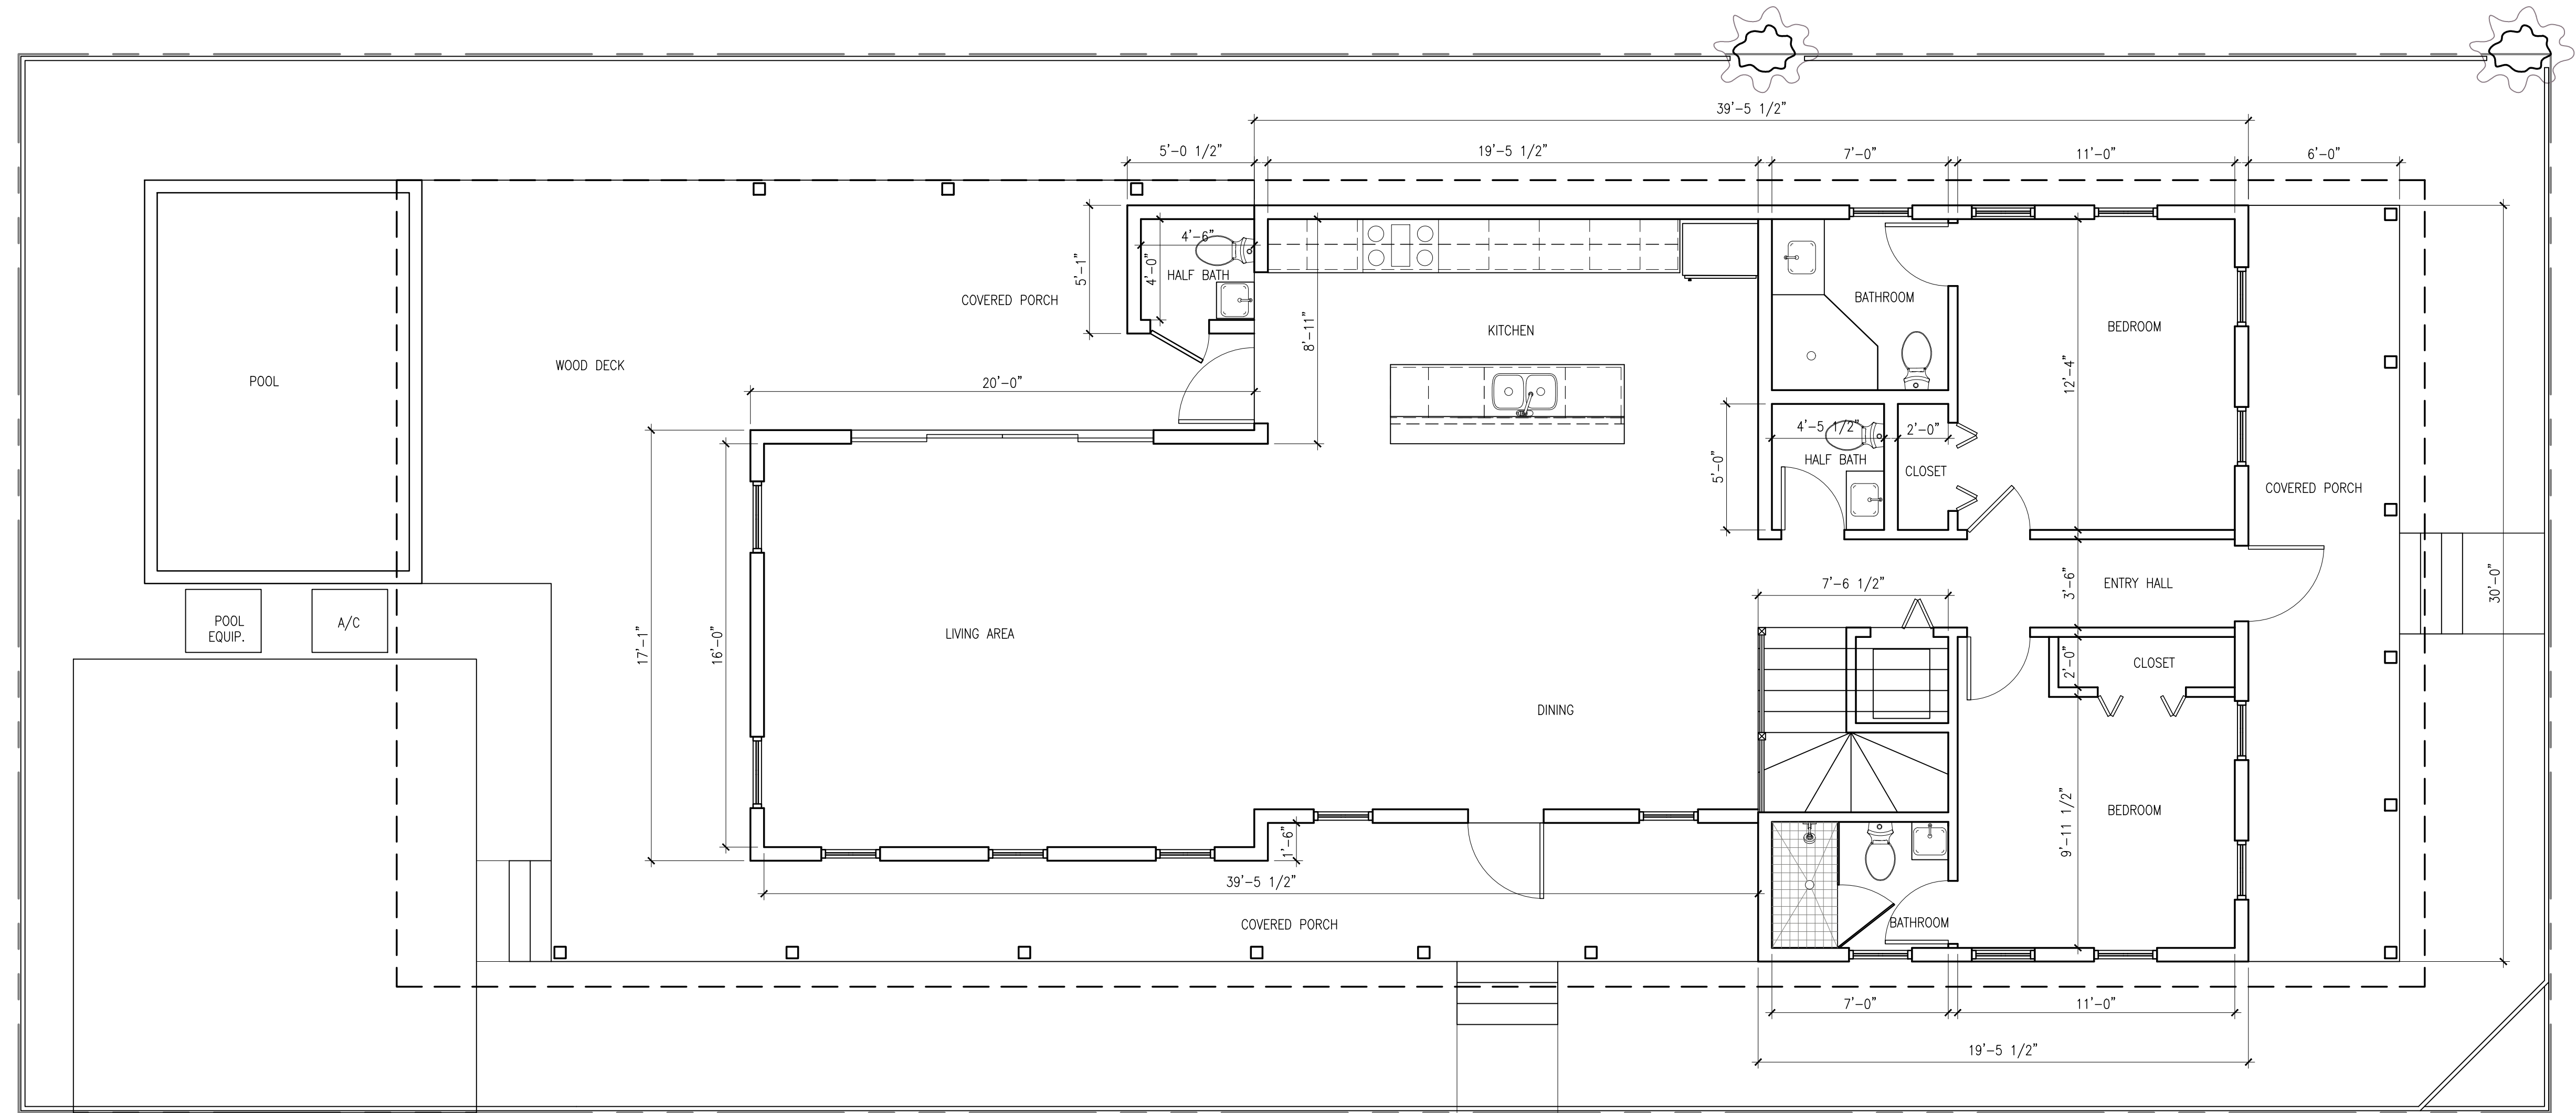 39'-5 1/2"
5'-0 1/2"
19'-5 1/2"
7'-0"
11'-0"
6'-0"
4'-6"
4'-0"
5'-1"
HALF BATH
COVERED PORCH
8'-11"
KITCHEN
BATHROOM
BEDROOM
WOOD DECK
POOL
20'-0"
12'-4"
4'-5 1/2"
2'-0"
HALF BATH
5'-0"
CLOSET
COVERED PORCH
7'-6 1/2"
3'-6"
ENTRY HALL
30'-0"
POOL
EQUIP.
A/C
17'-1"
16'-0"
LIVING AREA
2'-0"
CLOSET
DINING
9'-11 1/2"
BEDROOM
1'-6"
39'-5 1/2"
COVERED PORCH
BATHROOM
7'-0"
11'-0"
19'-5 1/2"